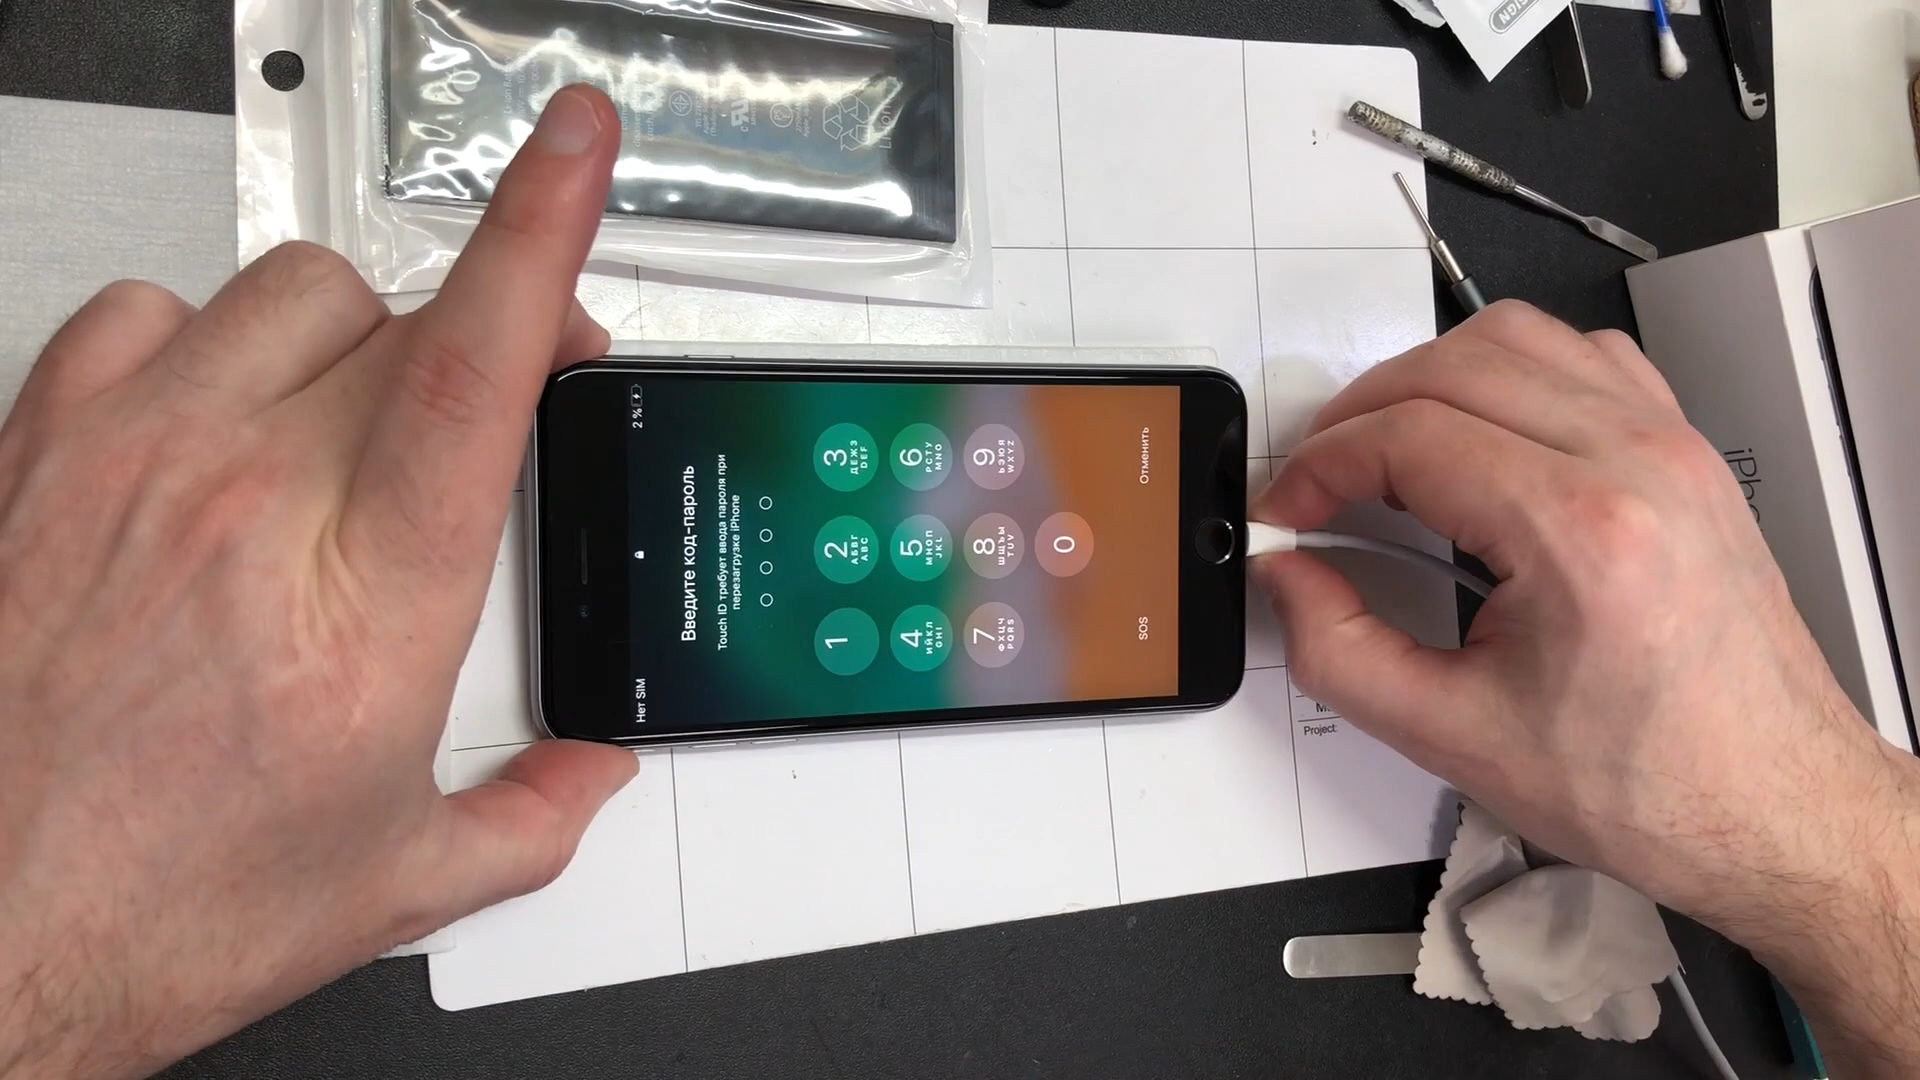 Нет SIM
2 %
Введите код-пароль
Touch ID требует ввода пароля при
перезагрузке iPhone
1
2
АБВГ
ABC
3
ДЕЖЗ
DEF
4
ИЙКЛ
GHI
5
МНОП
JKL
6
РСТУ
MNO
7
ФХЦЧ
PQRS
8
ШЩЪЫ
TUV
9
ЬЭЮЯ
WXYZ
0
SOS
Отменить
Project: